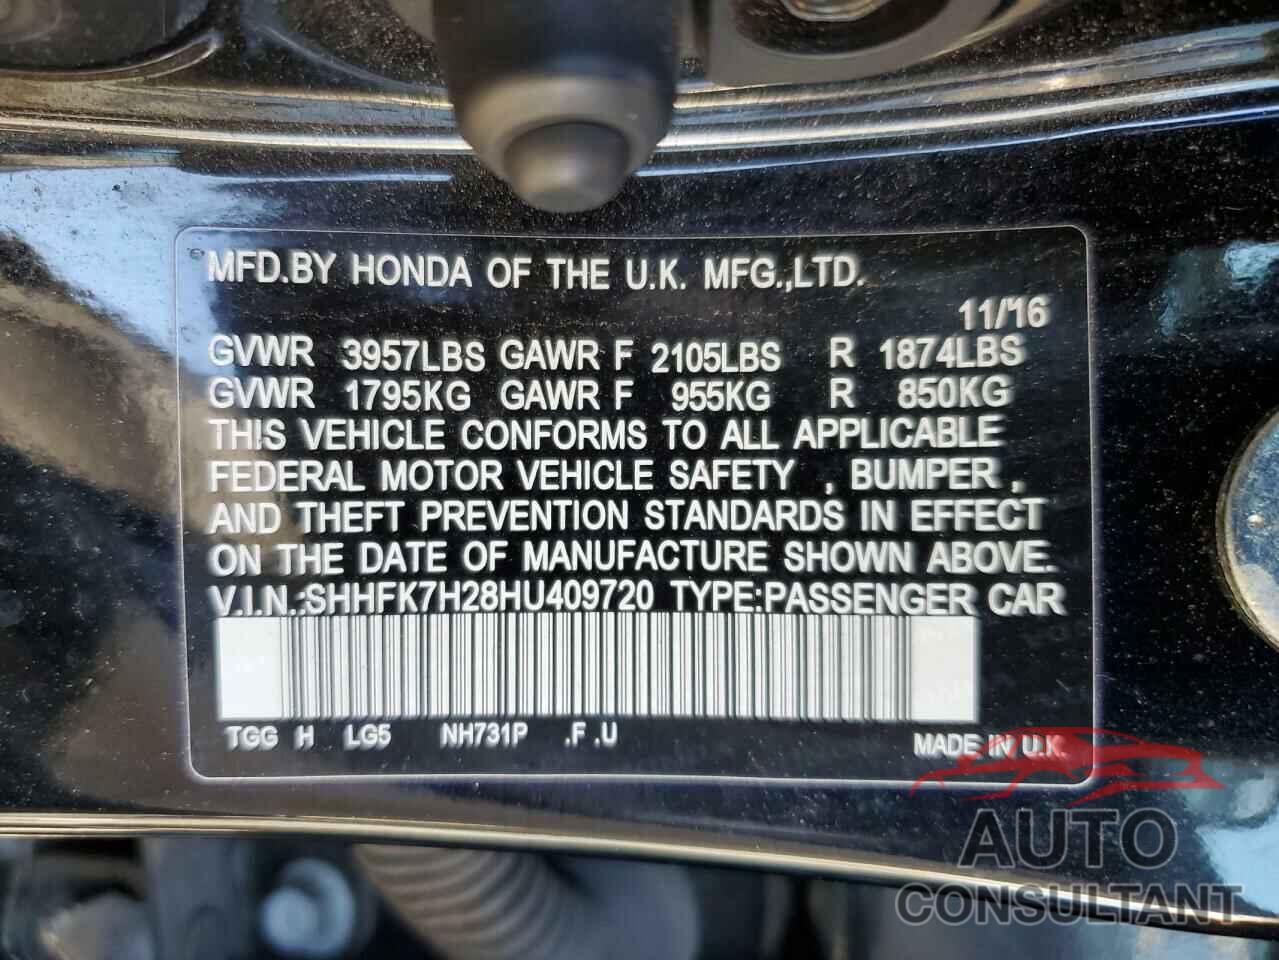 MFD.BY HONDA OF THE U.K. MFG.,LTD.
11/16
GVWR 3957LBS GAWR F 2105LBS R 1874LBS
GVWR 1795KG GAWR F 955KG R 850KG
THIS VEHICLE CONFORMS TO ALL APPLICABLE
FEDERAL MOTOR VEHICLE SAFETY , BUMPER ,
AND THEFT PREVENTION STANDARDS IN EFFECT
ON THE DATE OF MANUFACTURE SHOWN ABOVE.
V.I.N.:SHHFK7H28HU409720 TYPE:PASSENGER CAR
TGG H LG5 NH731P .F .U
MADE IN U.K.
AUTO
CONSULTANT